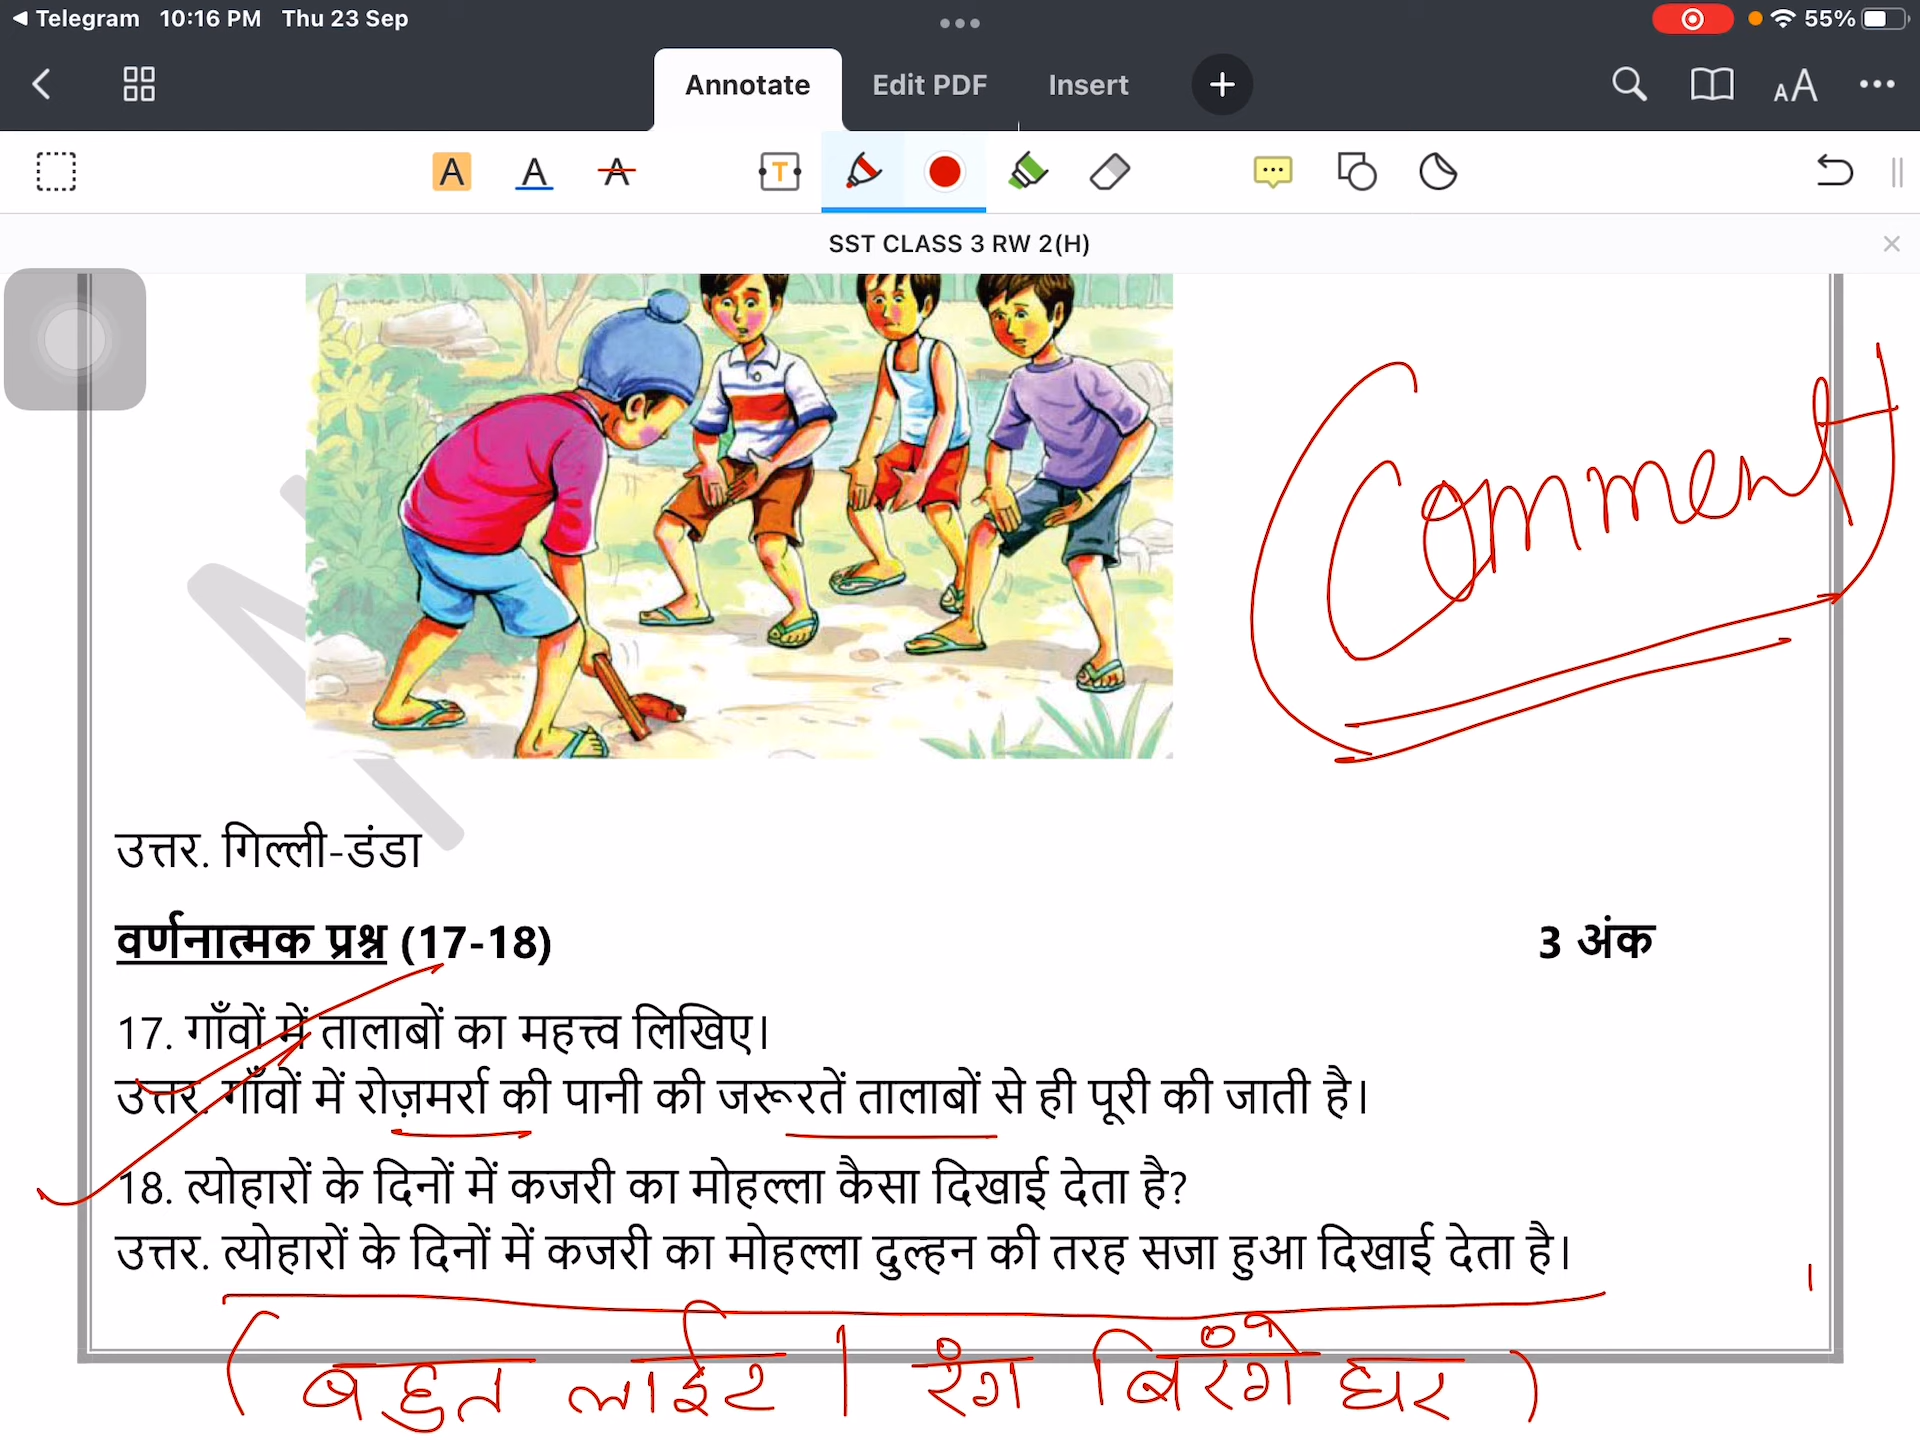 Telegram 10:16 PM Thu 23 Sep 55%
Annotate Edit PDF Insert AA
A A A T
SST CLASS 3 RW 2(H)
Comment
उत्तर. गिल्ली-डंडा
वर्णनात्मक प्रश्न (17-18) 3 अंक
17. गाँवों में तालाबों का महत्त्व लिखिए।
उत्तर. गाँवों में रोज़मर्रा की पानी की जरूरतें तालाबों से ही पूरी की जाती है।
18. त्योहारों के दिनों में कजरी का मोहल्ला कैसा दिखाई देता है?
उत्तर. त्योहारों के दिनों में कजरी का मोहल्ला दुल्हन की तरह सजा हुआ दिखाई देता है।
(बहुत लाईट | रंग बिरंगे घर)